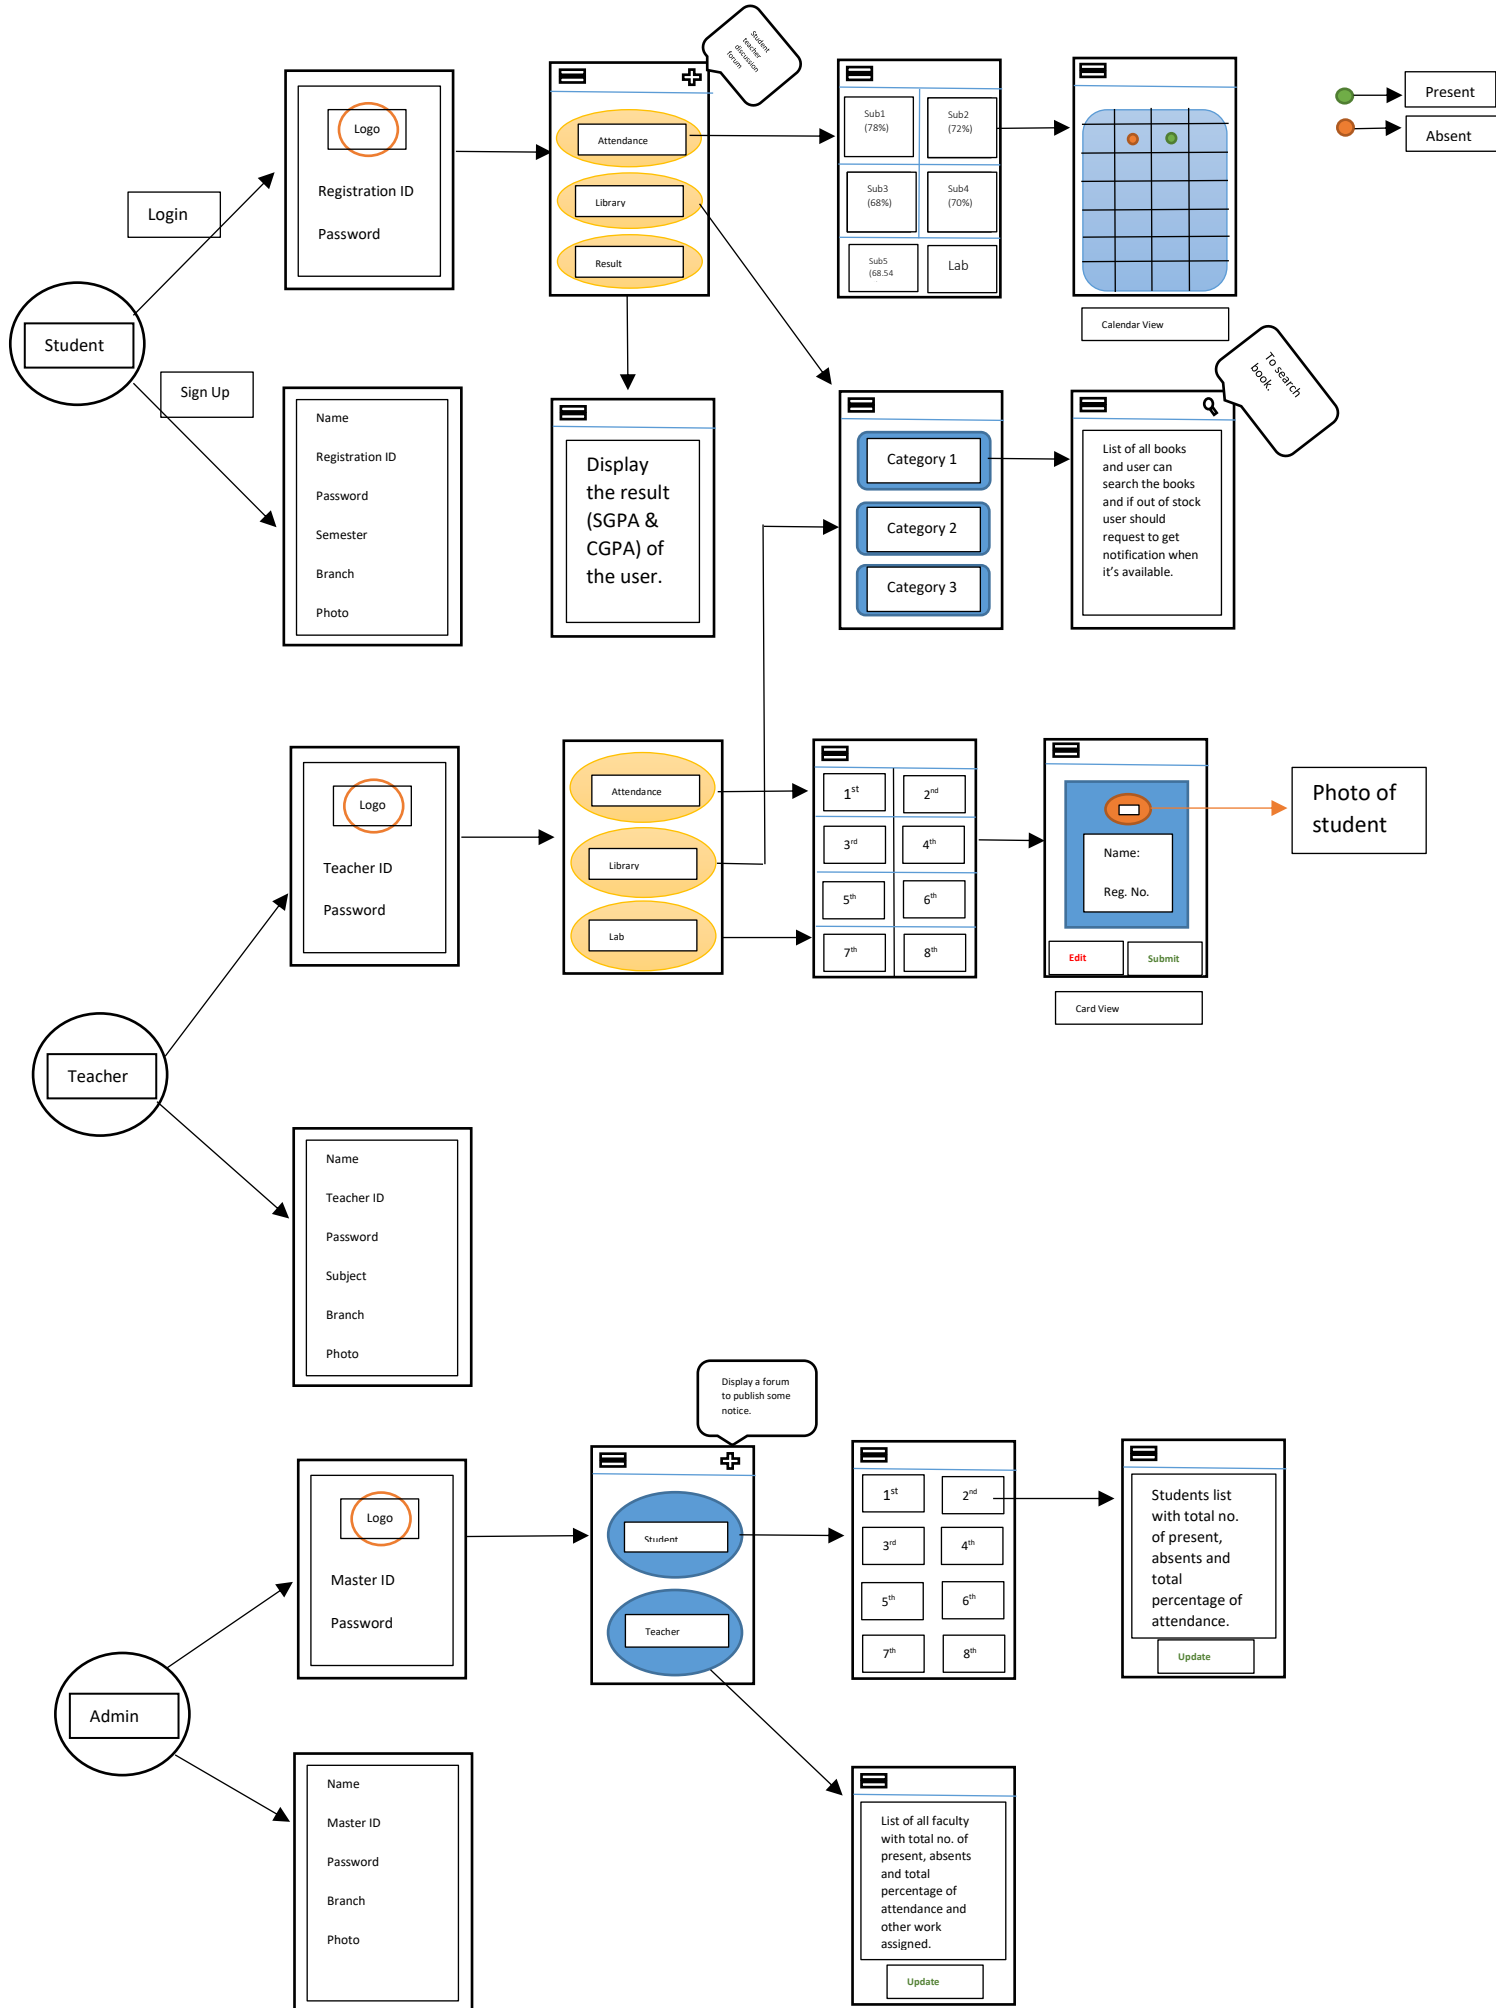 Student
teacher
discussion
forum
Logo
Registration ID
Password
Login
Attendance
Library
Result
Sub1
(78%)
Sub2
(72%)
Sub3
(68%)
Sub4
(70%)
Sub5
(68.54
Lab
Calendar View
Present
Absent
Student
Sign Up
Name
Registration ID
Password
Semester
Branch
Photo
Display
the result
(SGPA &
CGPA) of
the user.
Category 1
Category 2
Category 3
To search
book.
List of all books
and user can
search the books
and if out of stock
user should
request to get
notification when
it's available.
Logo
Teacher ID
Password
Attendance
Library
Lab
1st
2nd
3rd
4th
5th
6th
7th
8th
Name:
Reg. No.
Edit
Submit
Card View
Photo of
student
Teacher
Name
Teacher ID
Password
Subject
Branch
Photo
Display a forum
to publish some
notice.
Logo
Master ID
Password
Student
Teacher
1st
2nd
3rd
4th
5th
6th
7th
8th
Students list
with total no.
of present,
absents and
total
percentage of
attendance.
Update
Admin
Name
Master ID
Password
Branch
Photo
List of all faculty
with total no. of
present, absents
and total
percentage of
attendance and
other work
assigned.
Update